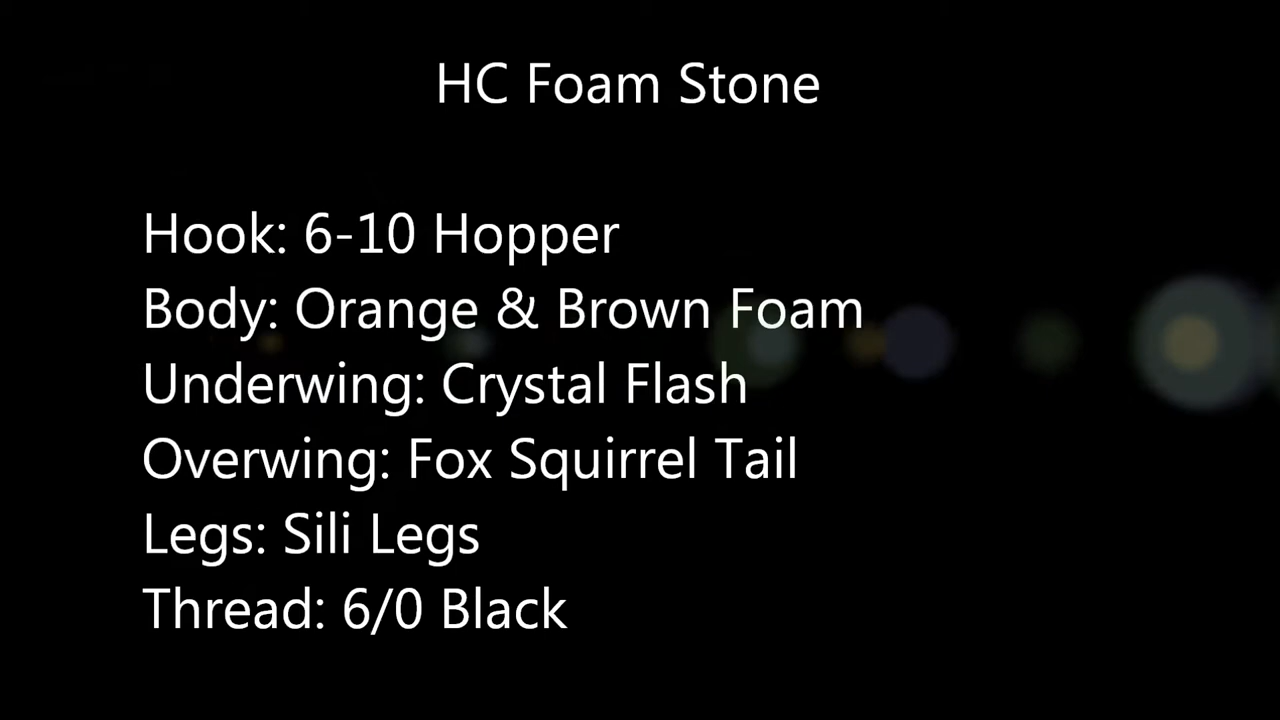 HC Foam Stone
Hook: 6-10 Hopper
Body: Orange & Brown Foam
Underwing: Crystal Flash
Overwing: Fox Squirrel Tail
Legs: Sili Legs
Thread: 6/0 Black